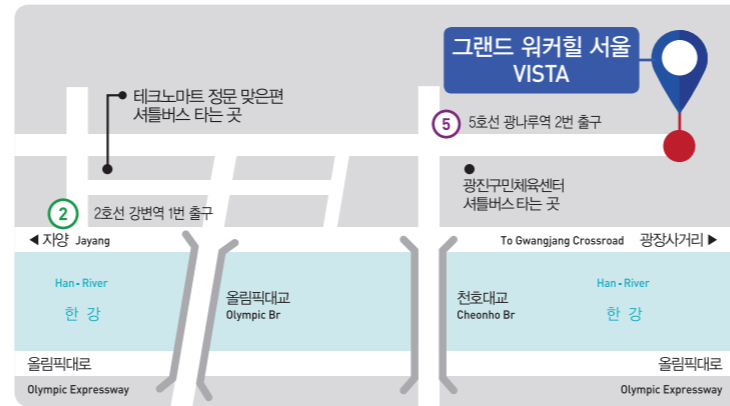 그랜드 워커힐 서울
VISTA
테크노마트 정문 맞은편
셔틀버스 타는 곳
5
5호선 광나루역 2번 출구
광진구민체육센터
셔틀버스 타는 곳
2
2호선 강변역 1번 출구
◀ 자양 Jayang
To Gwangjang Crossroad 광장사거리 ▶
Han-River
한 강
올림픽대교
Olympic Br
천호대교
Cheonho Br
Han-River
한 강
올림픽대로
Olympic Expressway
올림픽대로
Olympic Expressway